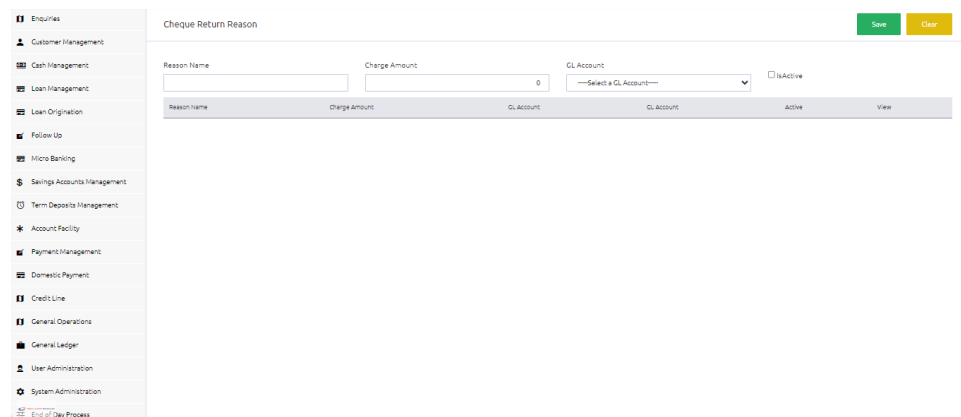 Enquiries
Customer Management
Cash Management
Loan Management
Loan Origination
Follow Up
Micro Banking
Savings Accounts Management
Term Deposits Management
Account Facility
Payment Management
Domestic Payment
Credit Line
General Operations
General Ledger
User Administration
System Administration
End of Day Process
Cheque Return Reason
Save Clear
Reason Name Charge Amount GL Account
0 ----Select a GL Account---- IsActive
Reason Name Charge Amount GL Account GL Account Active View